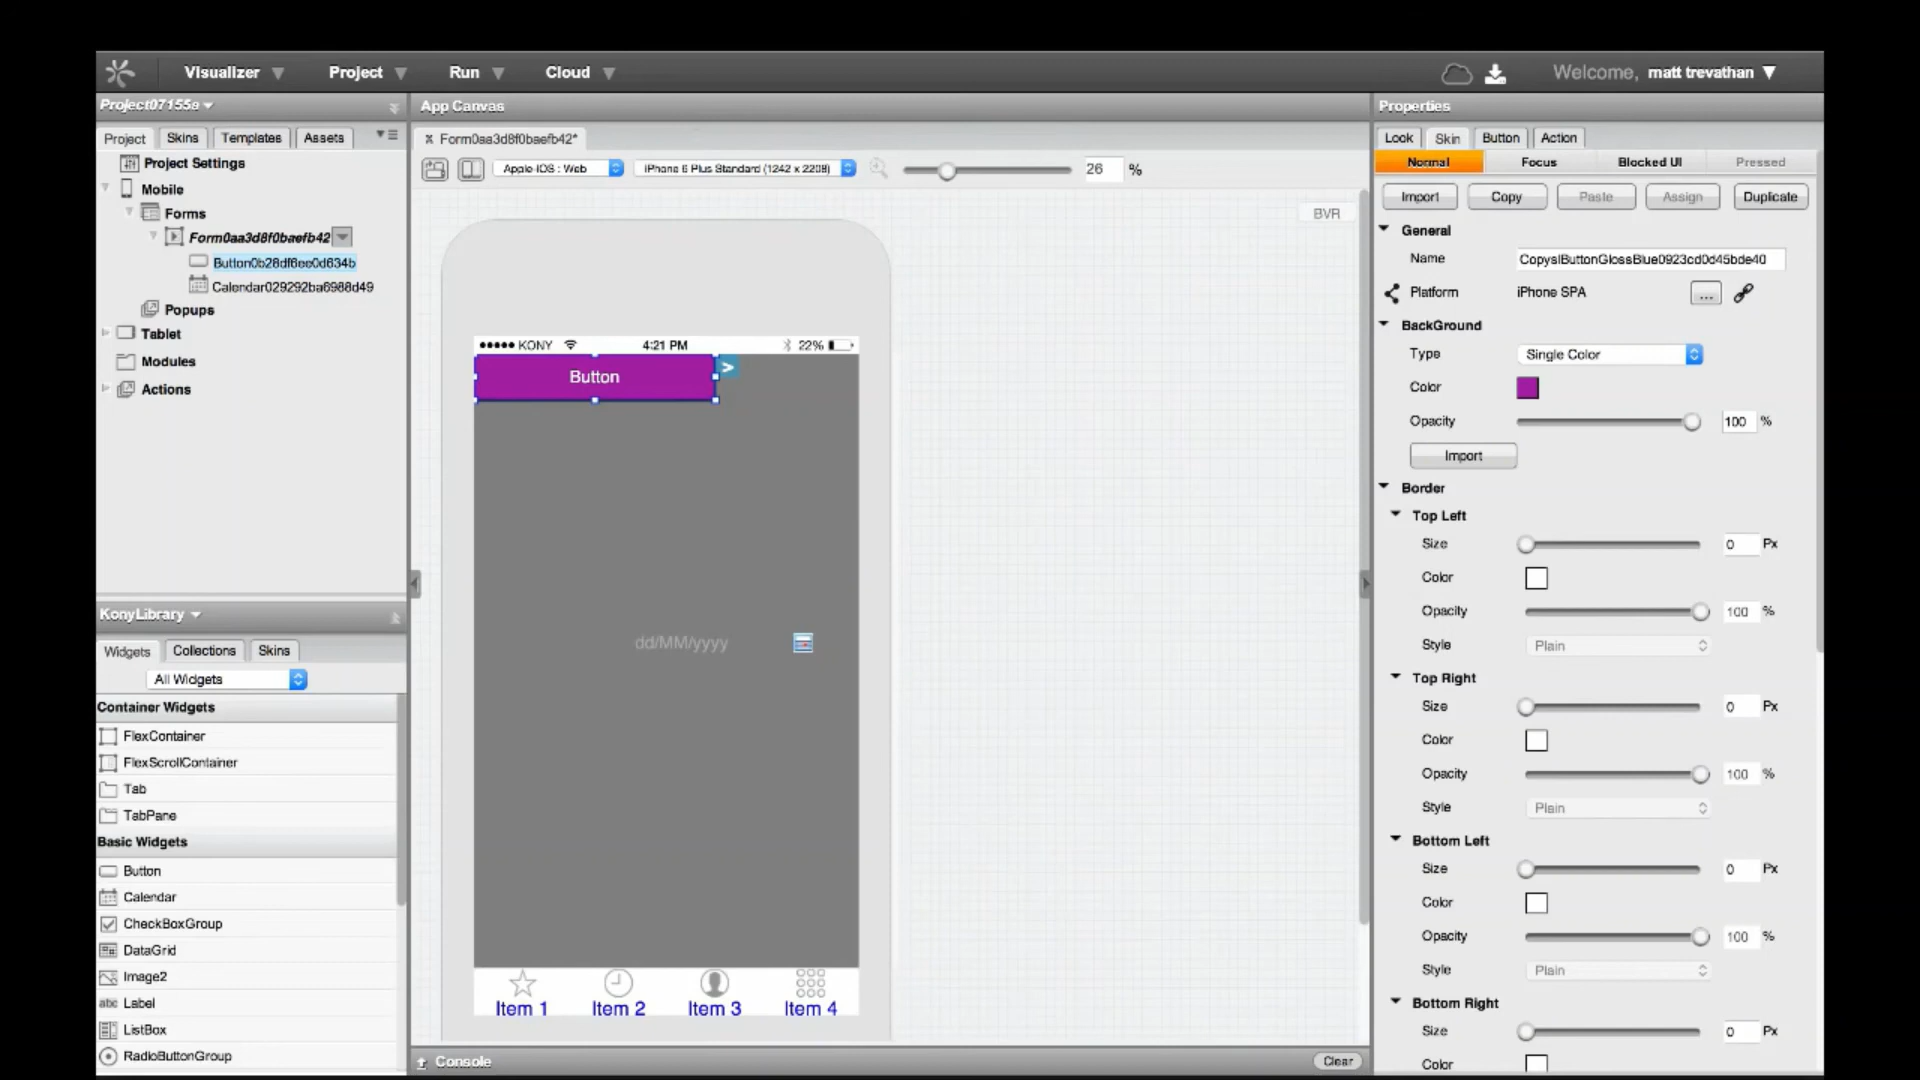 Visualizer Project Run Cloud Welcome, matt trevathan
Project07155e
App Canvas
Properties
Project Skins Templates Assets
Form0aa3d8f0baefb42*
Look Skin Button Action
Project Settings
Apple iOS : Web
iPhone 6 Plus Standard (1242 x 2208)
26 %
Normal Focus Blocked UI Pressed
Mobile
Import Copy Paste Assign Duplicate
Forms
BVR
General
Form0aa3d8f0baefb42
Name CopyslButtonGlossBlue0923cd0d45bde40
Button0b28df6ee0d634b
Calendar029292ba6988d49
Platform iPhone SPA ...
Popups
BackGround
Tablet
KONY 4:21 PM 22%
Type Single Color
Modules
Button
>
Color
Actions
Opacity 100 %
Import
Border
Top Left
Size 0 Px
Color
Opacity 100 %
Style Plain
KonyLibrary
dd/MM/yyyy
Widgets Collections Skins
All Widgets
Top Right
Size 0 Px
Container Widgets
FlexContainer
Color
FlexScrollContainer
Opacity 100 %
Tab
Style Plain
TabPane
Basic Widgets
Bottom Left
Button
Size 0 Px
Calendar
Color
CheckBoxGroup
Opacity 100 %
DataGrid
Style Plain
Image2
Item 1 Item 2 Item 3 Item 4
abc Label
Bottom Right
ListBox
Size 0 Px
RadioButtonGroup
Console Clear
Color